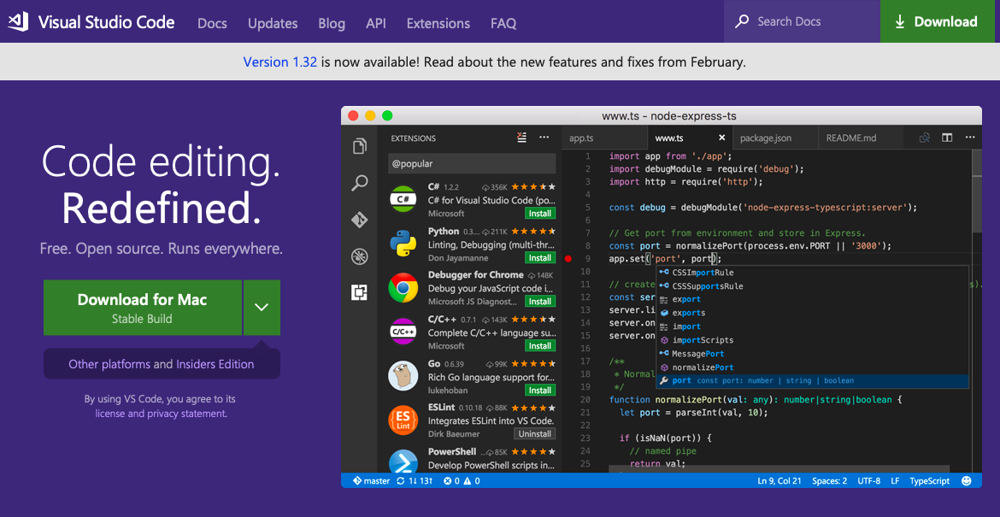 Visual Studio Code Docs Updates Blog API Extensions FAQ Search Docs Download
Version 1.32 is now available! Read about the new features and fixes from February.
Code editing.
Redefined.
Free. Open source. Runs everywhere.
Download for Mac
Stable Build
Other platforms and Insiders Edition
By using VS Code, you agree to its
license and privacy statement.
www.ts - node-express-ts
EXTENSIONS
@popular
C# 1.2.2 356K
C# for Visual Studio Code (po...
Microsoft Install
Python 0.3.... 211K
Linting, Debugging (multi-thr...
Don Jayamanne Install
Debugger for Chrome 148K
Debug your JavaScript code i...
Microsoft JS Diagnost... Install
C/C++ 0.7.1 143K
Complete C/C++ language su...
Microsoft Install
Go 0.6.39 99K
Rich Go language support for...
lukehoban Install
ESLint 0.10.18 88K
Integrates ESLint into VS Code.
Dirk Baeumer Uninstall
PowerShell ... 85K
Develop PowerShell scripts in...
C#
C/C++
ES
Lint
app.ts www.ts package.json README.md
1 import app from './app';
2 import debugModule = require('debug');
3 import http = require('http');
4
5 const debug = debugModule('node-express-typescript:server');
6
7 // Get port from environment and store in Express.
8 const port = normalizePort(process.env.PORT || '3000');
9 app.set('port', port);
10
11 // create s).
12 const ser
13 server.li
14 server.on
15 server.on
16
17 /**
18 * Normal
19 */
20 function normalizePort(val: any): number|string|boolean {
21 let port = parseInt(val, 10);
22
23 if (isNaN(port)) {
24 // named pipe
25 return val;
CSSImportRule
CSSSupportsRule
export
exports
import
importScripts
MessagePort
normalizePort
port const port: number | string | boolean
master 1↓ 13↑ 0 0 Ln 9, Col 21 Spaces: 2 UTF-8 LF TypeScript